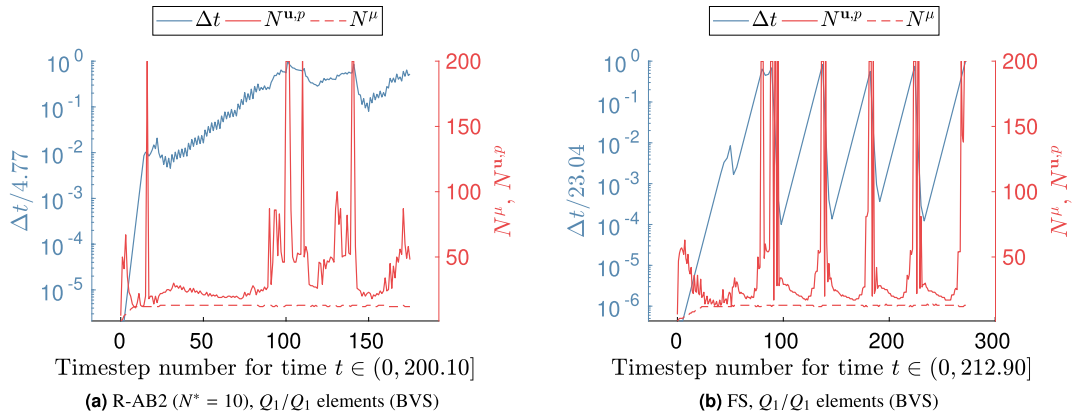 Δt N^{u,p} N^μ
Δt N^{u,p} N^μ
10^0
10^{-1}
10^{-2}
10^{-3}
10^{-4}
10^{-5}
Δt/4.77
200
150
100
50
N^μ, N^{u,p}
0 50 100 150
Timestep number for time t ∈ (0, 200.10]
(a) R-AB2 (N* = 10), Q_1/Q_1 elements (BVS)
10^0
10^{-1}
10^{-2}
10^{-3}
10^{-4}
10^{-5}
10^{-6}
Δt/23.04
200
150
100
50
N^μ, N^{u,p}
0 100 200 300
Timestep number for time t ∈ (0, 212.90]
(b) FS, Q_1/Q_1 elements (BVS)